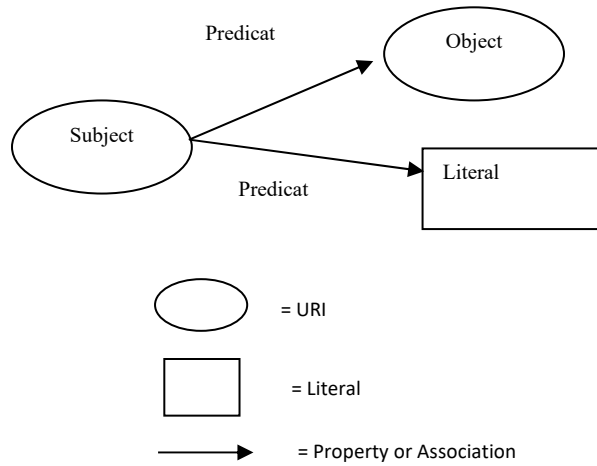 Predicat
Object
Subject
Literal
Predicat
= URI
= Literal
= Property or Association